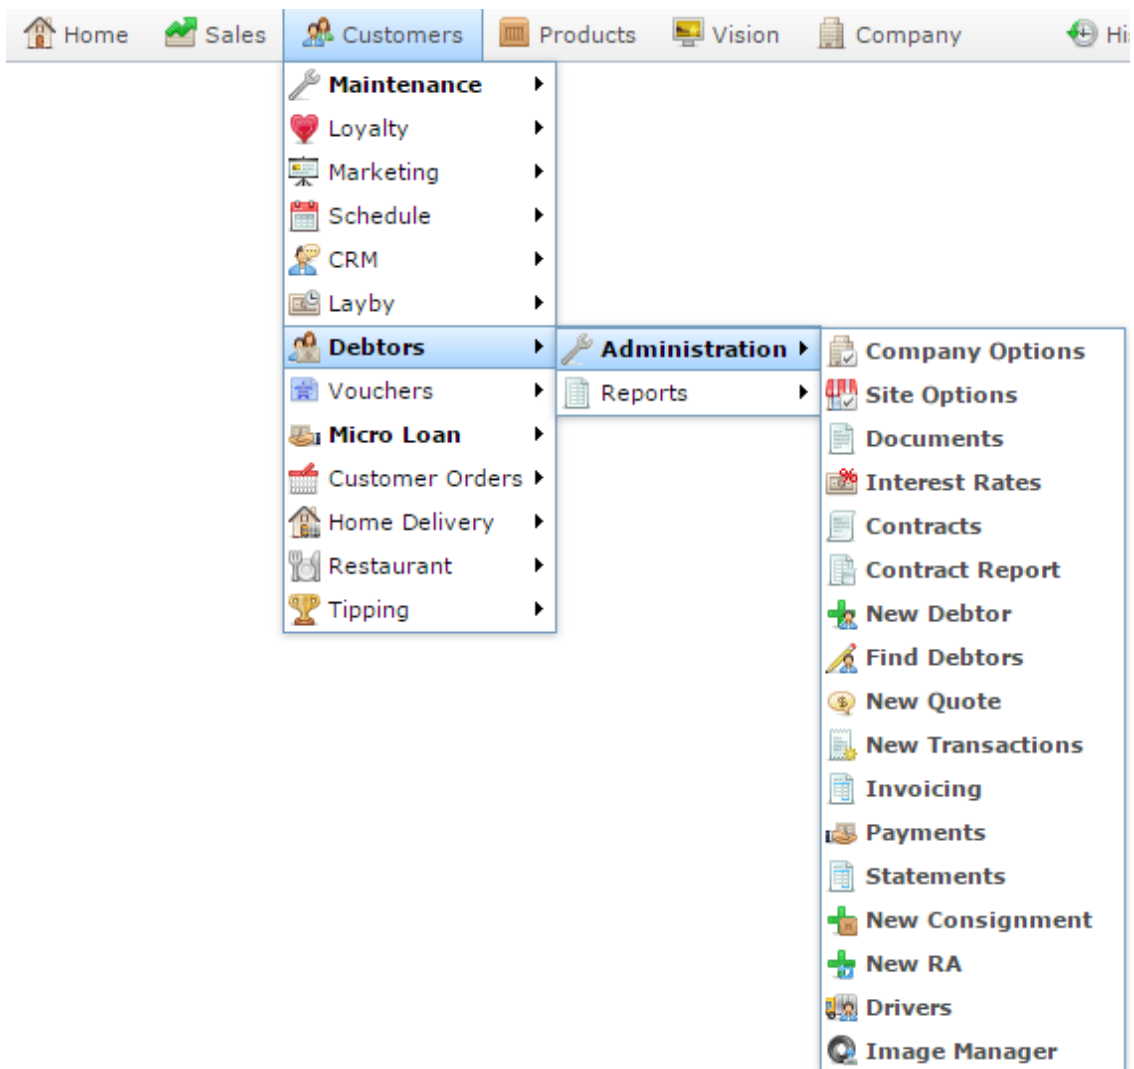 Home Sales Customers Products Vision Company Hi
Maintenance
Loyalty
Marketing
Schedule
CRM
Layby
Debtors
Vouchers
Micro Loan
Customer Orders
Home Delivery
Restaurant
Tipping
Administration
Reports
Company Options
Site Options
Documents
Interest Rates
Contracts
Contract Report
New Debtor
Find Debtors
New Quote
New Transactions
Invoicing
Payments
Statements
New Consignment
New RA
Drivers
Image Manager